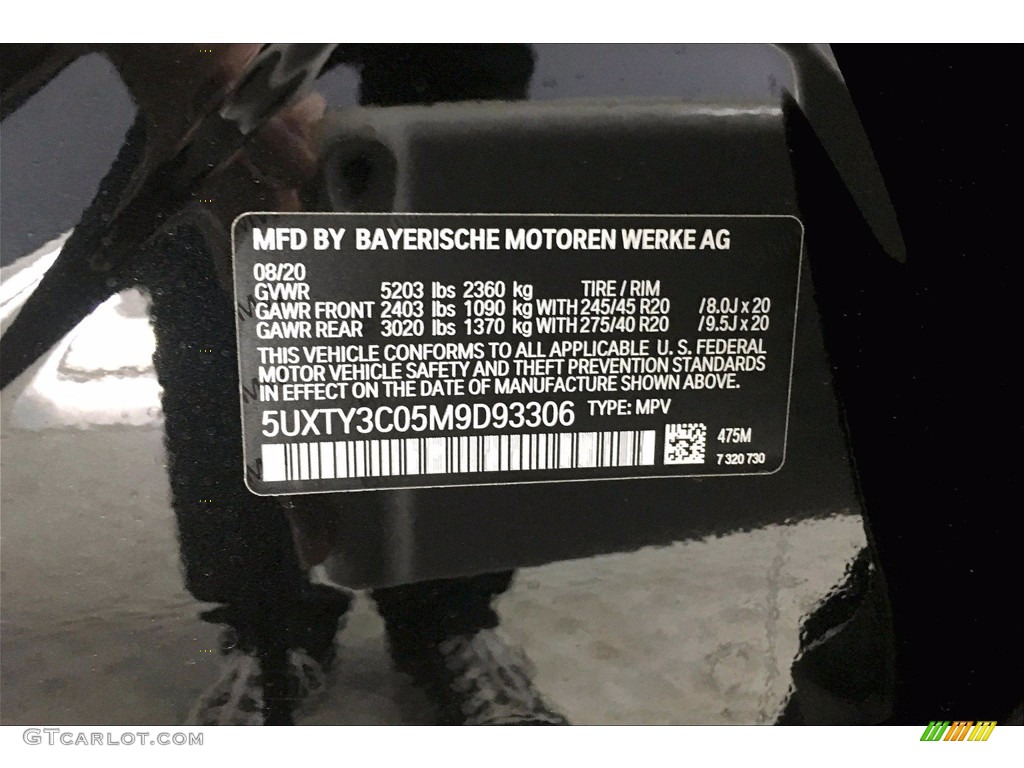 MFD BY BAYERISCHE MOTOREN WERKE AG
08/20
GVWR 5203 lbs 2360 kg TIRE / RIM
GAWR FRONT 2403 lbs 1090 kg WITH 245/45 R20 /8.0J x 20
GAWR REAR 3020 lbs 1370 kg WITH 275/40 R20 /9.5J x 20
THIS VEHICLE CONFORMS TO ALL APPLICABLE U. S. FEDERAL
MOTOR VEHICLE SAFETY AND THEFT PREVENTION STANDARDS
IN EFFECT ON THE DATE OF MANUFACTURE SHOWN ABOVE.
5UXTY3C05M9D93306 TYPE: MPV
475M
7 320 730
GTCARLOT.COM